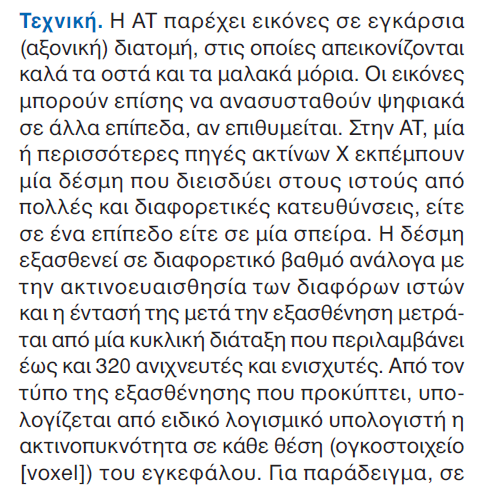 Τεχνική. Η ΑΤ παρέχει εικόνες σε εγκάρσια
(αξονική) διατομή, στις οποίες απεικονίζονται
καλά τα οστά και τα μαλακά μόρια. Οι εικόνες
μπορούν επίσης να ανασυσταθούν ψηφιακά
σε άλλα επίπεδα, αν επιθυμείται. Στην ΑΤ, μία
ή περισσότερες πηγές ακτίνων Χ εκπέμπουν
μία δέσμη που διεισδύει στους ιστούς από
πολλές και διαφορετικές κατευθύνσεις, είτε
σε ένα επίπεδο είτε σε μία σπείρα. Η δέσμη
εξασθενεί σε διαφορετικό βαθμό ανάλογα με
την ακτινοευαισθησία των διαφόρων ιστών
και η έντασή της μετά την εξασθένηση μετρά-
ται από μία κυκλική διάταξη που περιλαμβάνει
έως και 320 ανιχνευτές και ενισχυτές. Από τον
τύπο της εξασθένησης που προκύπτει, υπο-
λογίζεται από ειδικό λογισμικό υπολογιστή η
ακτινοπυκνότητα σε κάθε θέση (ογκοστοιχείο
[voxel]) του εγκεφάλου. Για παράδειγμα, σε